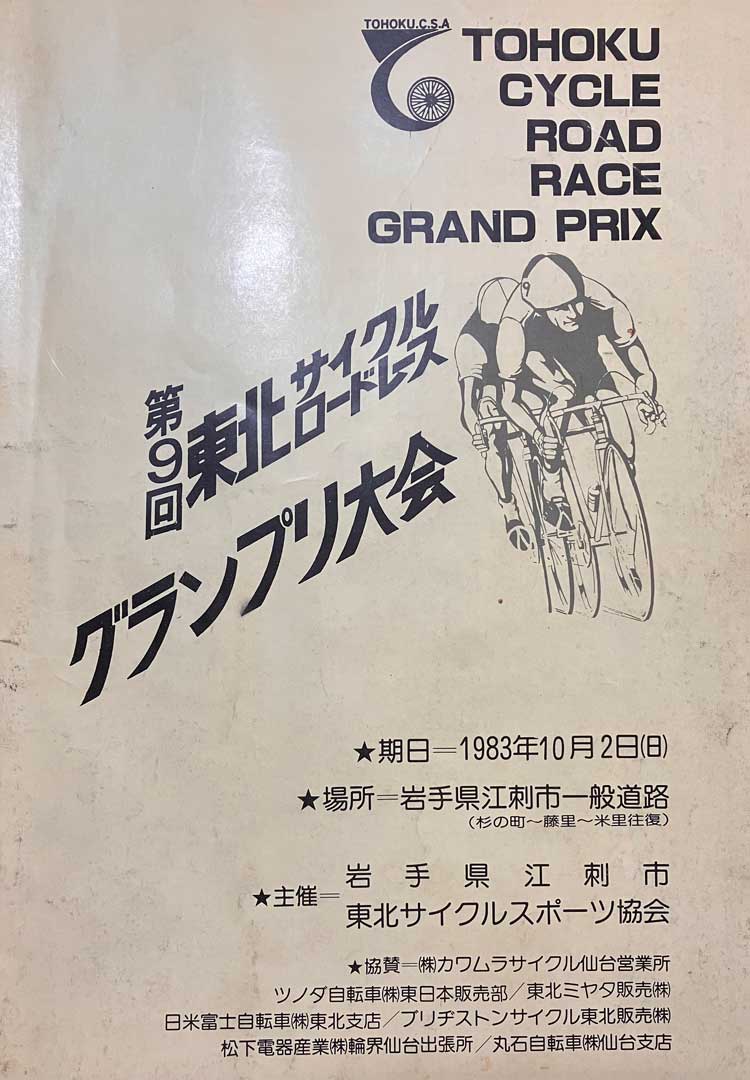 TOHOKU.C.S.A
TOHOKU
CYCLE
ROAD
RACE
GRAND PRIX
第9回
東北サイクル
ロードレース
グランプリ大会
★期日=1983年10月2日(日)
★場所=岩手県江刺市一般道路
(杉の町〜藤里〜米里往復)
★主催=岩手県江刺市
東北サイクルスポーツ協会
★協賛=㈱カワムラサイクル仙台営業所
ツノダ自転車㈱東日本販売部/東北ミヤタ販売㈱
日米富士自転車㈱東北支店/ブリヂストンサイクル東北販売㈱
松下電器産業㈱輪界仙台出張所/丸石自転車㈱仙台支店